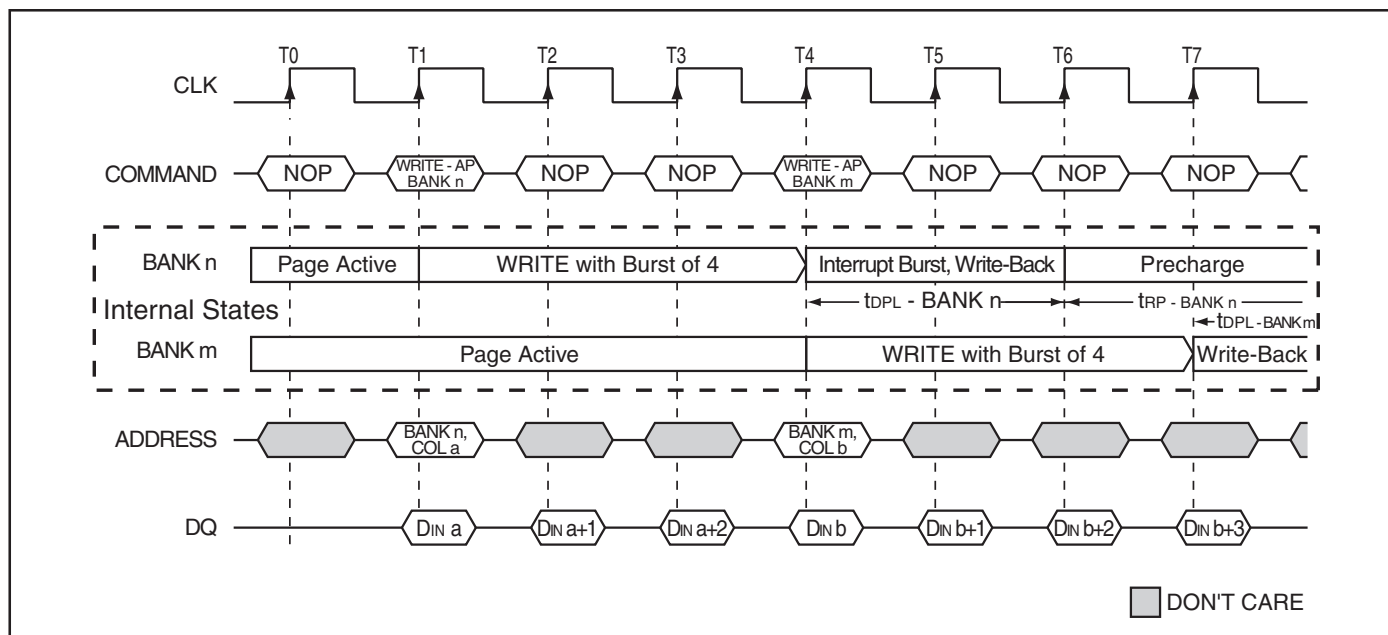 T0 T1 T2 T3 T4 T5 T6 T7
CLK
COMMAND NOP WRITE - AP BANK n NOP NOP WRITE - AP BANK m NOP NOP NOP
BANK n Page Active WRITE with Burst of 4 Interrupt Burst, Write-Back Precharge
tDPL - BANK n tRP - BANK n
Internal States
tDPL - BANK m
BANK m Page Active WRITE with Burst of 4 Write-Back
ADDRESS BANK n, COL a BANK m, COL b
DQ DIN a DIN a+1 DIN a+2 DIN b DIN b+1 DIN b+2 DIN b+3
DON'T CARE